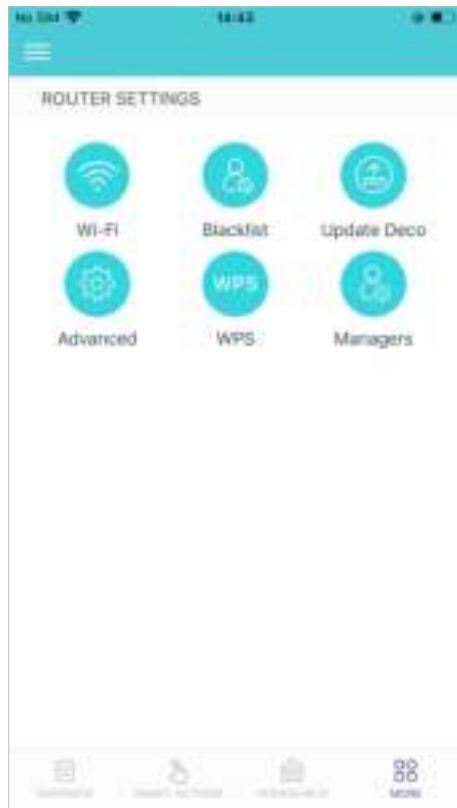 No SIM 14:43
ROUTER SETTINGS
Wi-Fi Blacklist Update Deco
WPS
Advanced WPS Managers
MORE